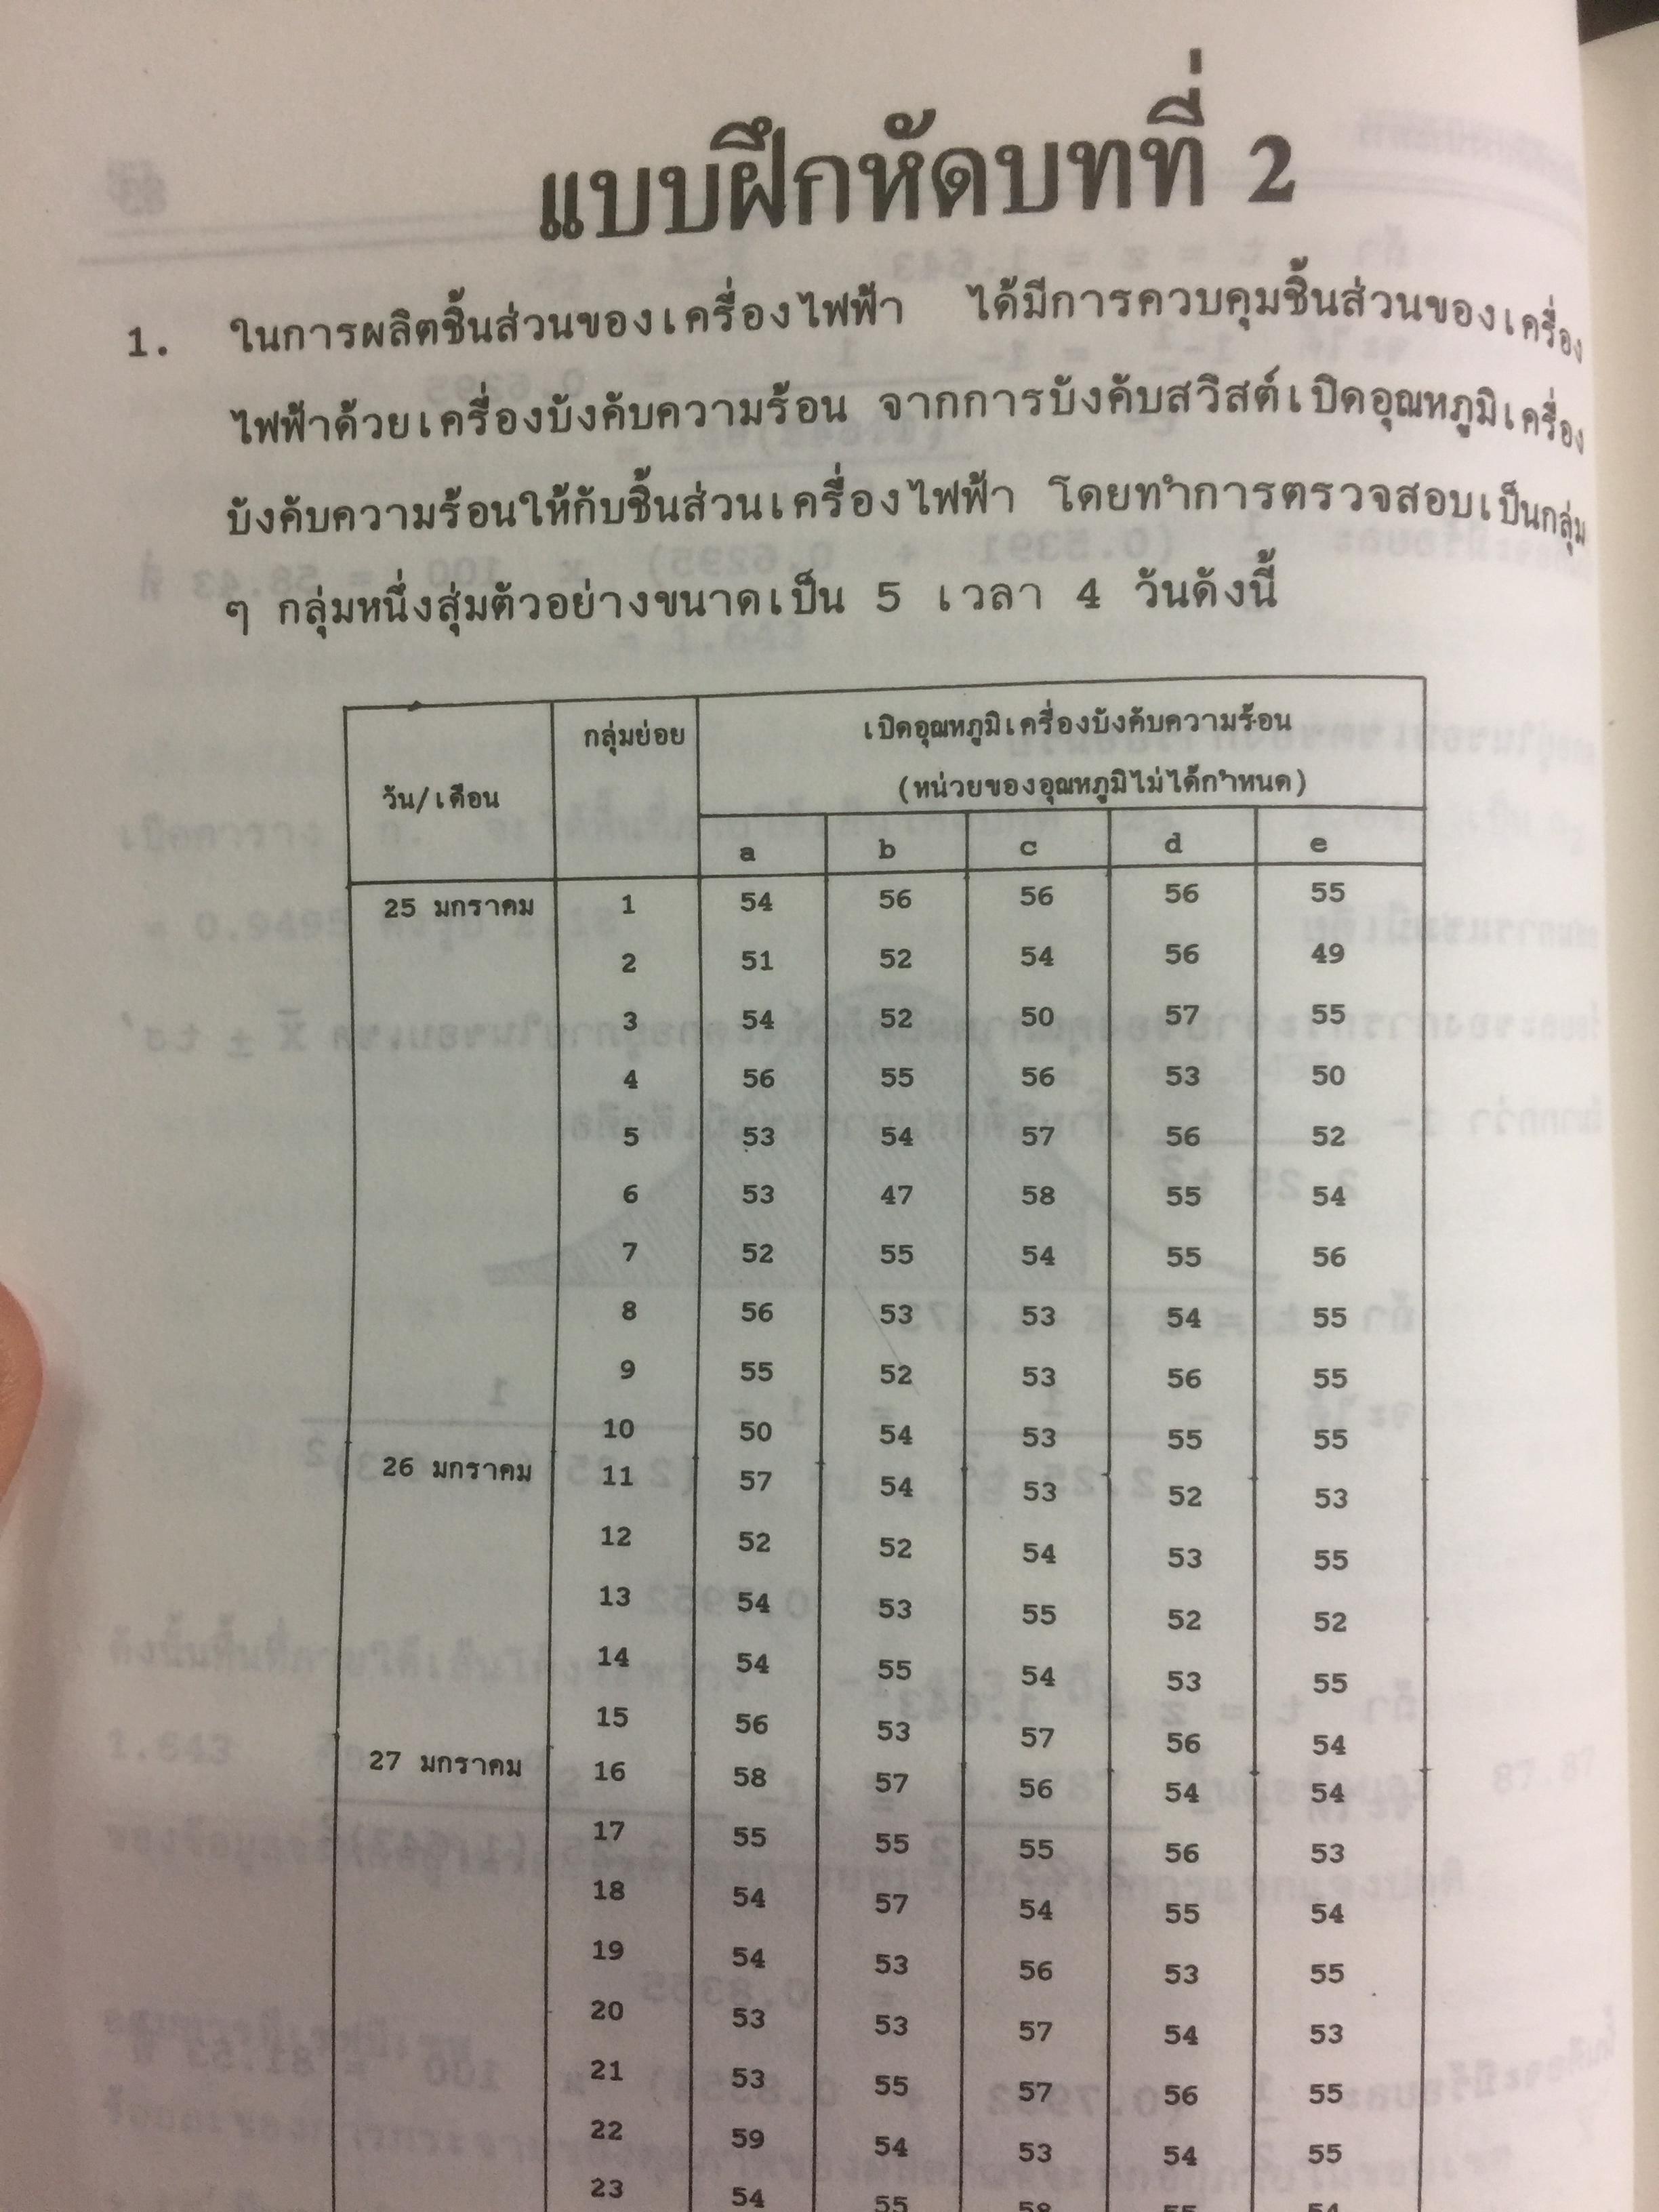 แบบฝึกหัดบทที่ 2
1. ในการผลิตชิ้นส่วนของเครื่องไฟฟ้า ได้มีการควบคุมชิ้นส่วนของเครื่อง
ไฟฟ้าด้วยเครื่องบังคับความร้อน จากการบังคับสวิสต์เปิดอุณหภูมิเครื่อง
บังคับความร้อนให้กับชิ้นส่วนเครื่องไฟฟ้า โดยทำการตรวจสอบเป็นกลุ่ม
ๆ กลุ่มหนึ่งสุ่มตัวอย่างขนาดเป็น 5 เวลา 4 วันดังนี้
วัน/เดือน กลุ่มย่อย เปิดอุณหภูมิเครื่องบังคับความร้อน
(หน่วยของอุณหภูมิไม่ได้กำหนด)
a b c d e
25 มกราคม 1 54 56 56 56 55
2 51 52 54 56 49
3 54 52 50 57 55
4 56 55 56 53 50
5 53 54 57 56 52
6 53 47 58 55 54
7 52 55 54 55 56
8 56 53 53 54 55
9 55 52 53 56 55
10 50 54 53 55 55
26 มกราคม 11 57 54 53 52 53
12 52 52 54 53 55
13 54 53 55 52 52
14 54 55 54 53 55
15 56 53 57 56 54
27 มกราคม 16 58 57 56 54 54
17 55 55 55 56 53
18 54 57 54 55 54
19 54 53 56 53 55
20 53 53 57 54 53
21 53 55 57 56 55
22 59 54 53 54 55
23 54 55 58 55 54